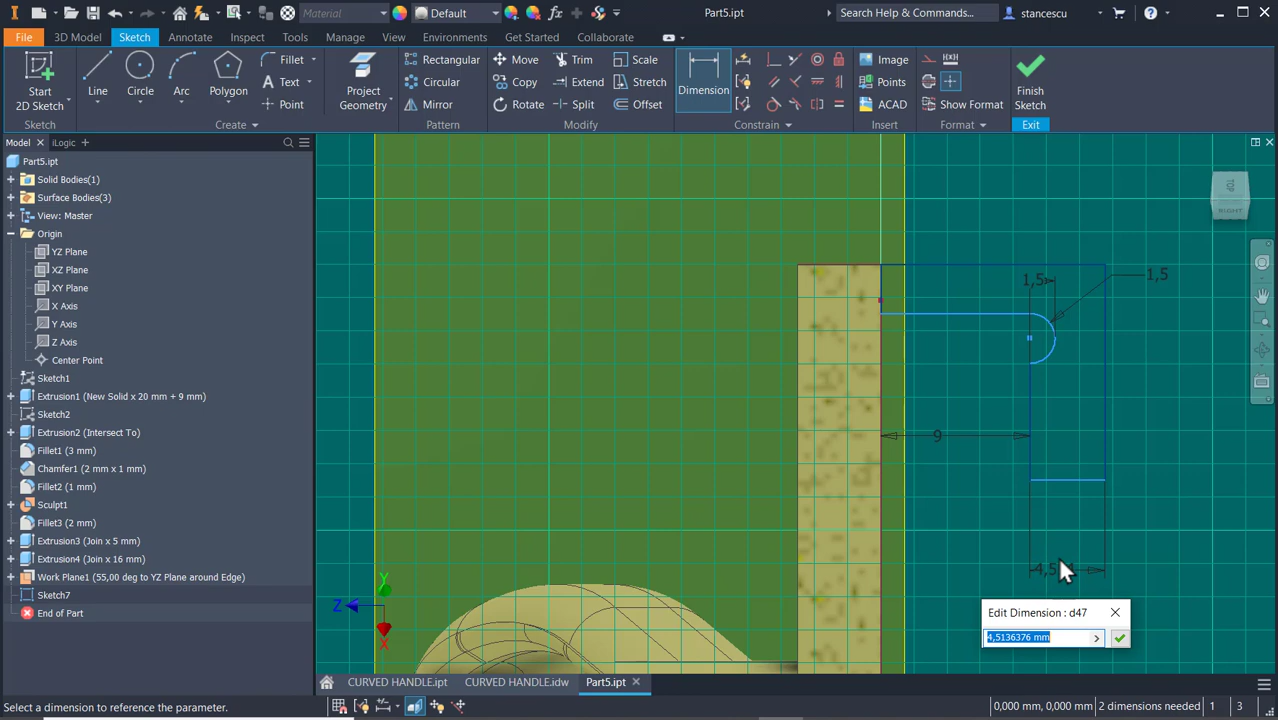 Material
Default
Part5.ipt
Search Help & Commands...
stancescu
File
3D Model
Sketch
Annotate
Inspect
Tools
Manage
View
Environments
Get Started
Collaborate
Start
2D Sketch
Line
Circle
Arc
Polygon
Fillet
Text
Point
Project
Geometry
Rectangular
Circular
Mirror
Move
Copy
Rotate
Trim
Extend
Split
Scale
Stretch
Offset
Dimension
Image
Points
ACAD
Show Format
Finish
Sketch
Sketch
Create
Pattern
Modify
Constrain
Insert
Format
Exit
Model
iLogic
Part5.ipt
Solid Bodies(1)
Surface Bodies(3)
View: Master
Origin
YZ Plane
XZ Plane
XY Plane
X Axis
Y Axis
Z Axis
Center Point
Sketch1
Extrusion1 (New Solid x 20 mm + 9 mm)
Sketch2
Extrusion2 (Intersect To)
Fillet1 (3 mm)
Chamfer1 (2 mm x 1 mm)
Fillet2 (1 mm)
Sculpt1
Fillet3 (2 mm)
Extrusion3 (Join x 5 mm)
Extrusion4 (Join x 16 mm)
Work Plane1 (55,00 deg to YZ Plane around Edge)
Sketch7
End of Part
TOP
RIGHT
1,5
1,5
9
Y
Z
X
Edit Dimension : d47
4,5136376 mm
CURVED HANDLE.ipt
CURVED HANDLE.idw
Part5.ipt
Select a dimension to reference the parameter.
0,000 mm, 0,000 mm
2 dimensions needed
1
3